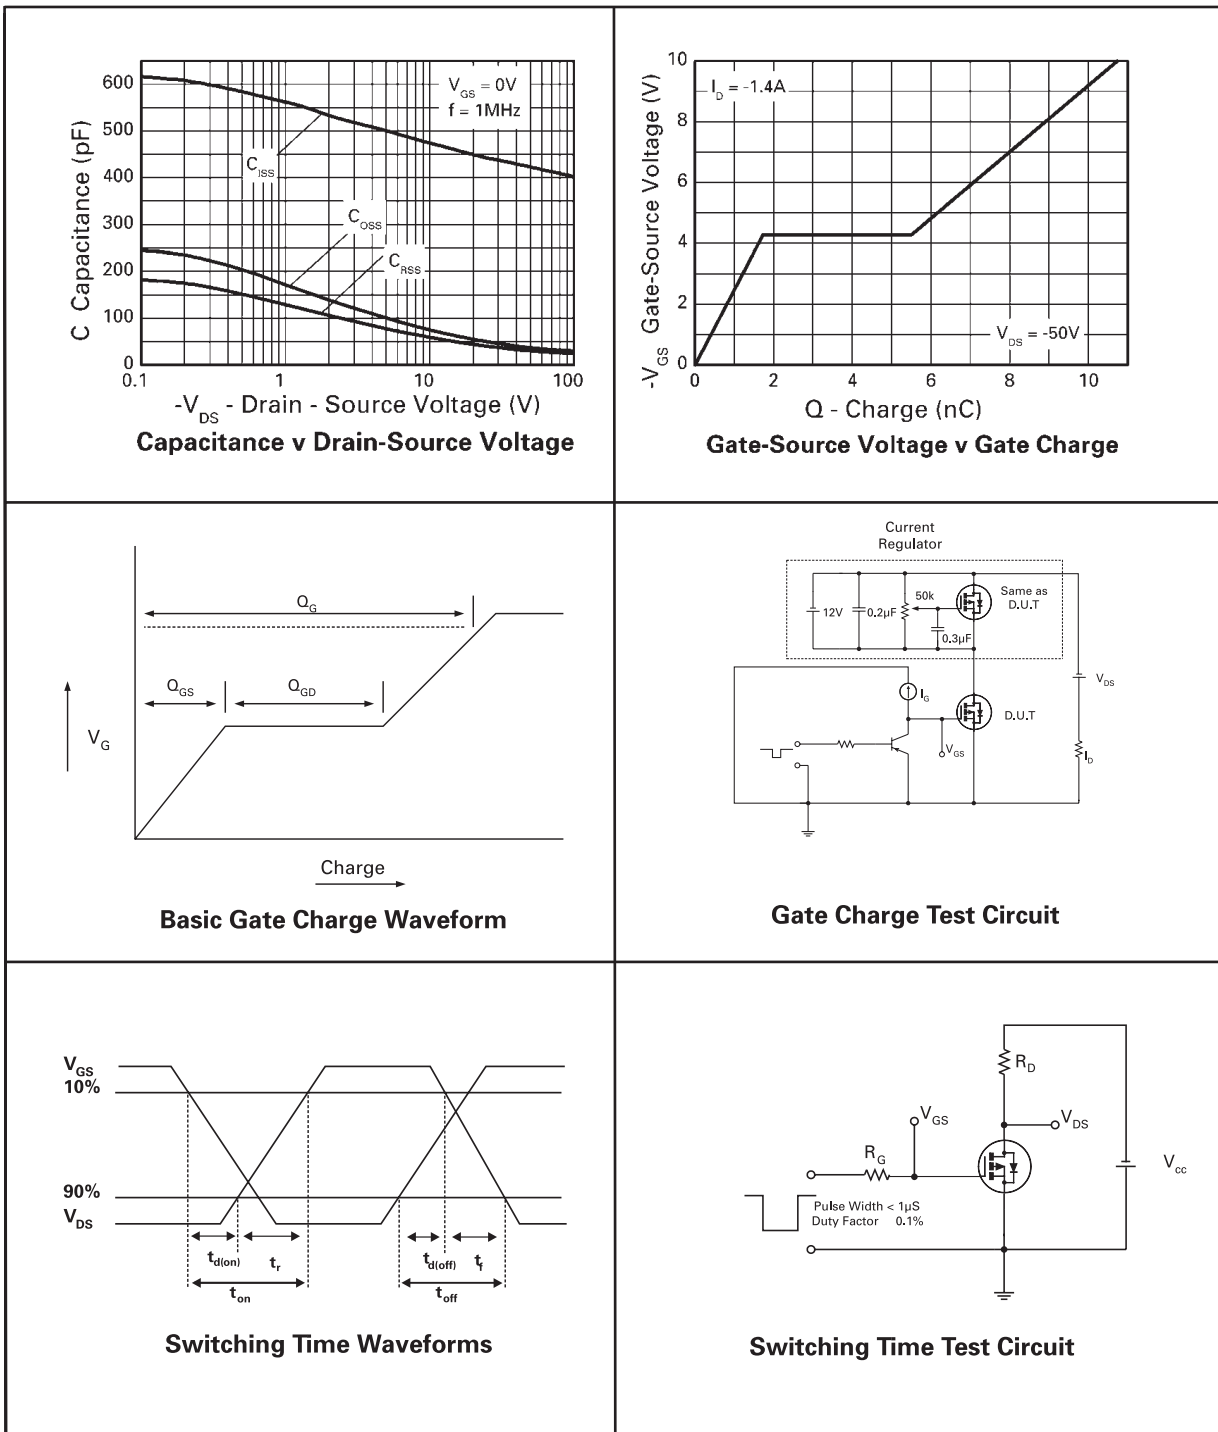 600
500
400
300
200
100
0
C Capacitance (pF)
V_GS = 0V
f = 1MHz
C_ISS
C_OSS
C_RSS
0.1 1 10 100
-V_DS - Drain - Source Voltage (V)
Capacitance v Drain-Source Voltage
10
8
6
4
2
0
-V_GS Gate-Source Voltage (V)
I_D = -1.4A
V_DS = -50V
0 2 4 6 8 10
Q - Charge (nC)
Gate-Source Voltage v Gate Charge
Q_G
Q_GS Q_GD
V_G
Charge
Basic Gate Charge Waveform
Current
Regulator
12V
0.2µF
50k
0.3µF
Same as
D.U.T
I_G
V_DS
D.U.T
V_GS
I_D
Gate Charge Test Circuit
V_GS
10%
90%
V_DS
t_d(on) t_r
t_on
t_d(off) t_f
t_off
Switching Time Waveforms
R_D
V_GS
V_DS
R_G
V_cc
Pulse Width < 1µS
Duty Factor 0.1%
Switching Time Test Circuit